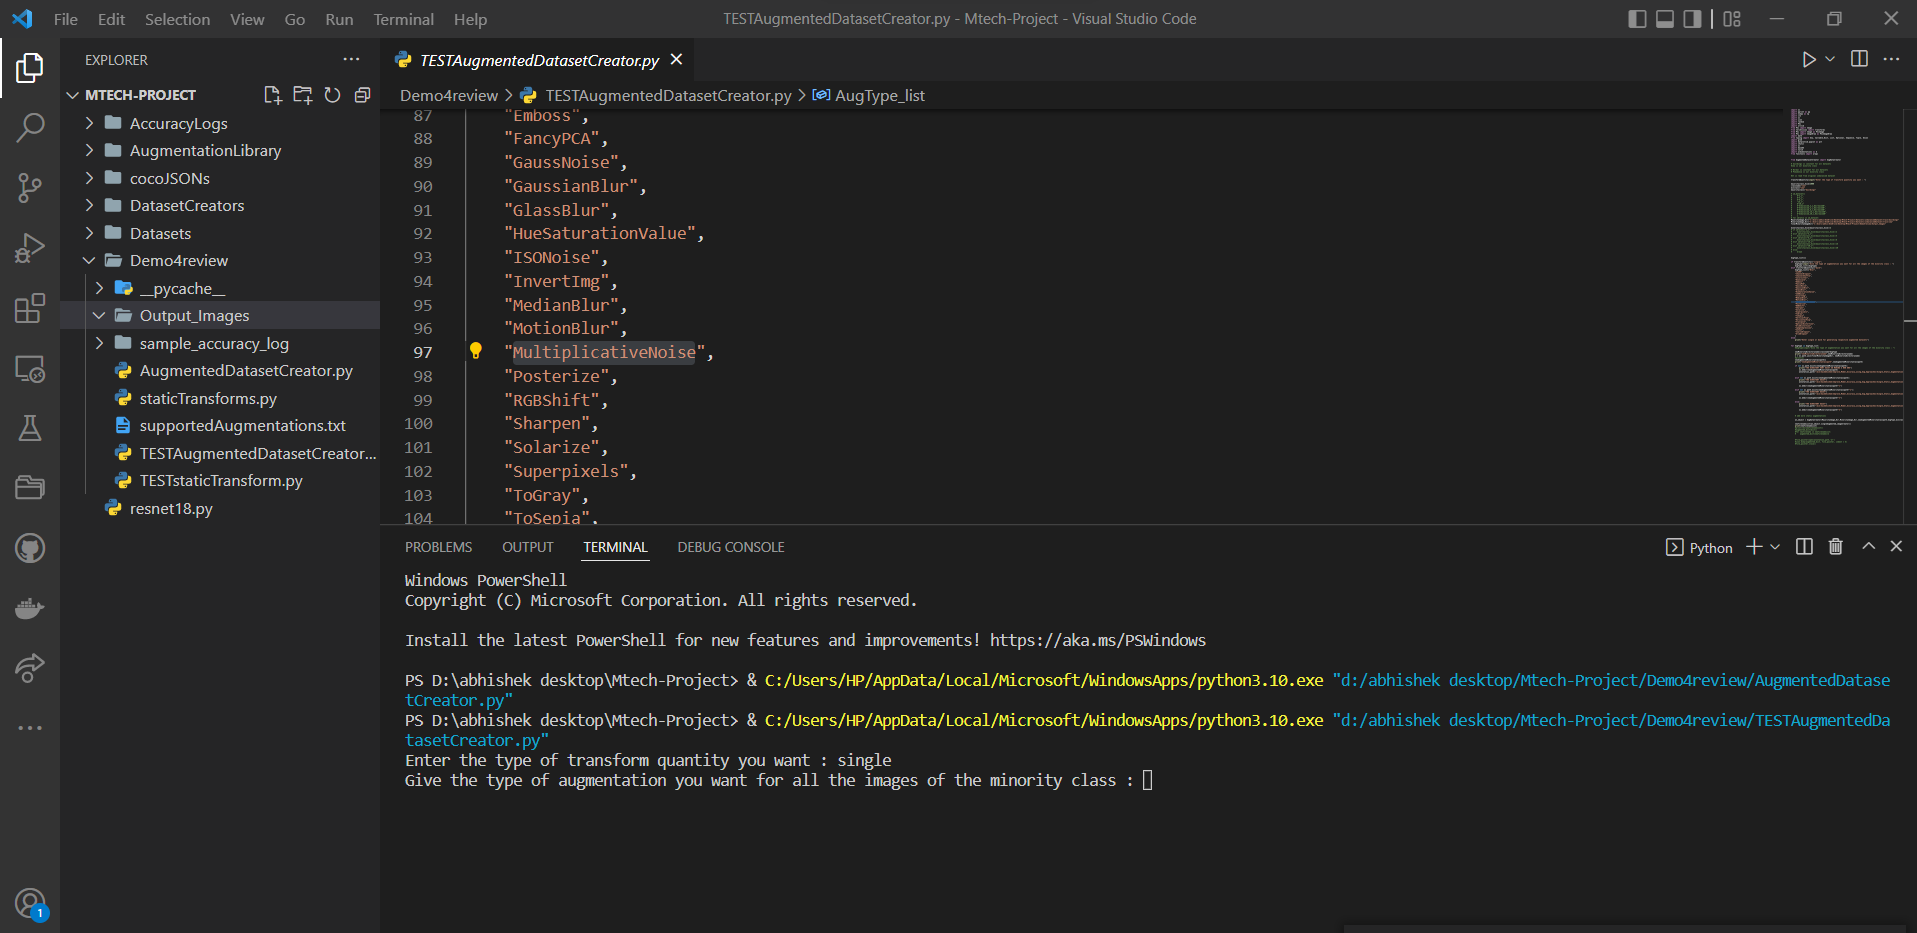 File Edit Selection View Go Run Terminal Help
TESTAugmentedDatasetCreator.py - Mtech-Project - Visual Studio Code
EXPLORER
MTECH-PROJECT
AccuracyLogs
AugmentationLibrary
cocoJSONs
DatasetCreators
Datasets
Demo4review
__pycache__
Output_Images
sample_accuracy_log
AugmentedDatasetCreator.py
staticTransforms.py
supportedAugmentations.txt
TESTAugmentedDatasetCreator...
TESTstaticTransform.py
resnet18.py
1
TESTAugmentedDatasetCreator.py
Demo4review > TESTAugmentedDatasetCreator.py > AugType_list
87 "Emboss",
88 "FancyPCA",
89 "GaussNoise",
90 "GaussianBlur",
91 "GlassBlur",
92 "HueSaturationValue",
93 "ISONoise",
94 "InvertImg",
95 "MedianBlur",
96 "MotionBlur",
97 "MultiplicativeNoise",
98 "Posterize",
99 "RGBShift",
100 "Sharpen",
101 "Solarize",
102 "Superpixels",
103 "ToGray",
104 "ToSepia",
PROBLEMS OUTPUT TERMINAL DEBUG CONSOLE
Python
Windows PowerShell
Copyright (C) Microsoft Corporation. All rights reserved.
Install the latest PowerShell for new features and improvements! https://aka.ms/PSWindows
PS D:\abhishek desktop\Mtech-Project> & C:/Users/HP/AppData/Local/Microsoft/WindowsApps/python3.10.exe "d:/abhishek desktop/Mtech-Project/Demo4review/AugmentedDatase
tCreator.py"
PS D:\abhishek desktop\Mtech-Project> & C:/Users/HP/AppData/Local/Microsoft/WindowsApps/python3.10.exe "d:/abhishek desktop/Mtech-Project/Demo4review/TESTAugmentedDa
tasetCreator.py"
Enter the type of transform quantity you want : single
Give the type of augmentation you want for all the images of the minority class :